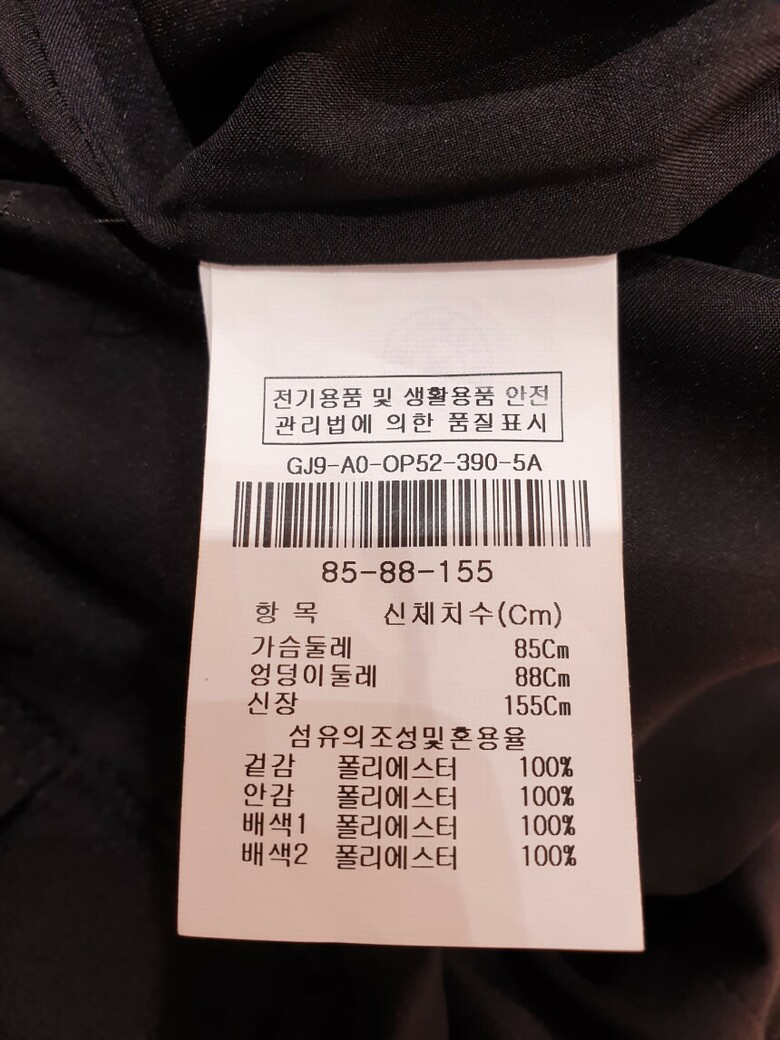 전기용품 및 생활용품 안전
관리법에 의한 품질표시
GJ9-A0-OP52-390-5A
85-88-155
항 목 신체치수(Cm)
가슴둘레 85Cm
엉덩이둘레 88Cm
신장 155Cm
섬유의조성및혼용율
겉감 폴리에스터 100%
안감 폴리에스터 100%
배색1 폴리에스터 100%
배색2 폴리에스터 100%